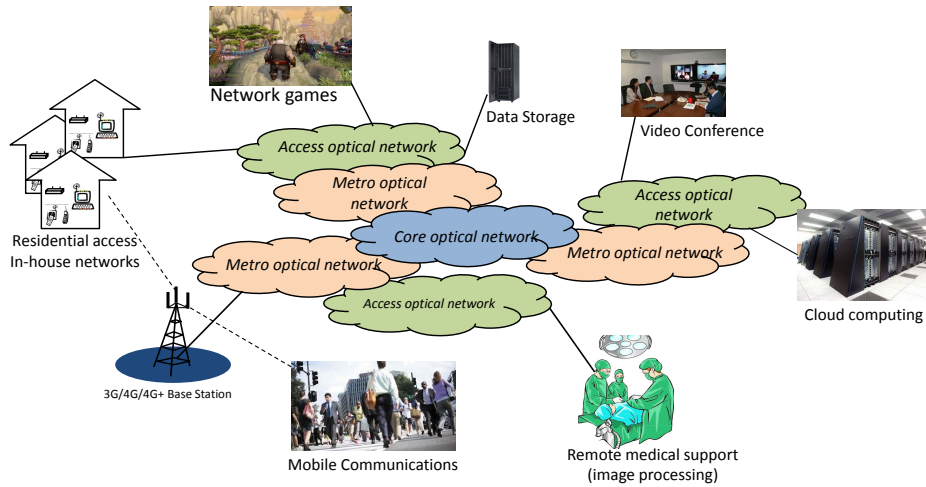 Network games
Data Storage
Video Conference
Access optical network
Metro optical
network
Access optical
network
Core optical network
Residential access
In-house networks
Metro optical network
Metro optical network
Access optical network
Cloud computing
3G/4G/4G+ Base Station
Mobile Communications
Remote medical support
(image processing)